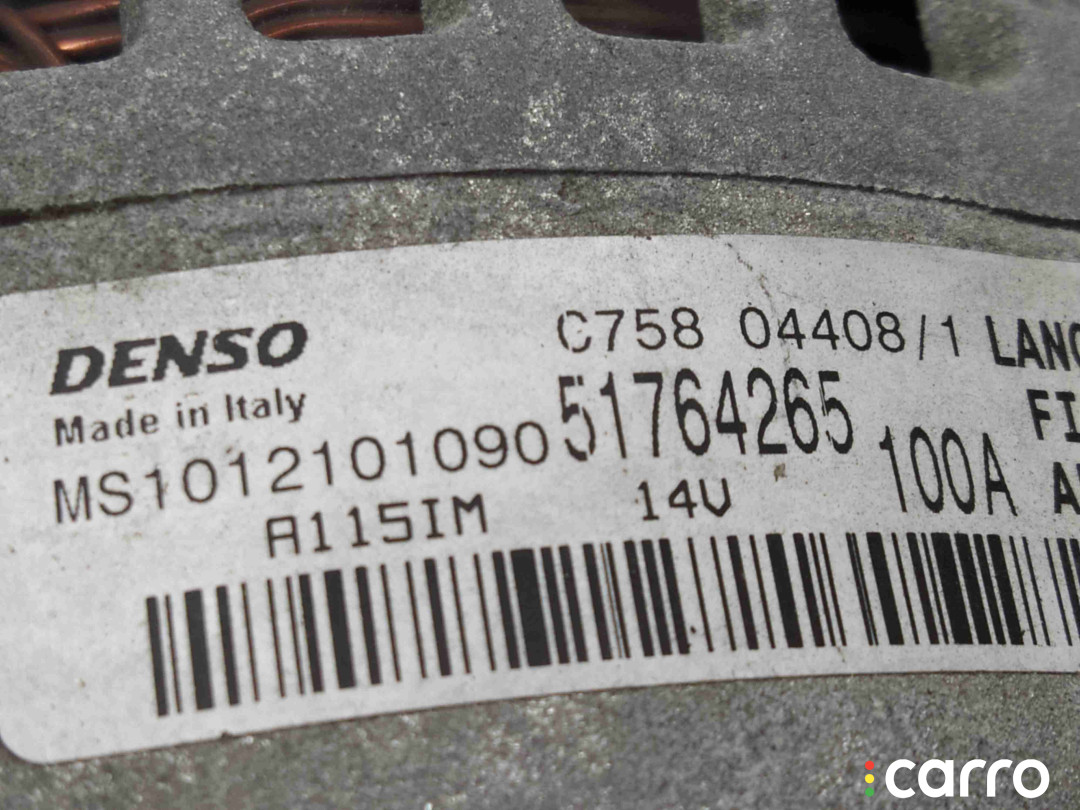 DENSO
Made in Italy
MS1012101090
A115IM
C758 04408/1
51764265
14V
100A
carro